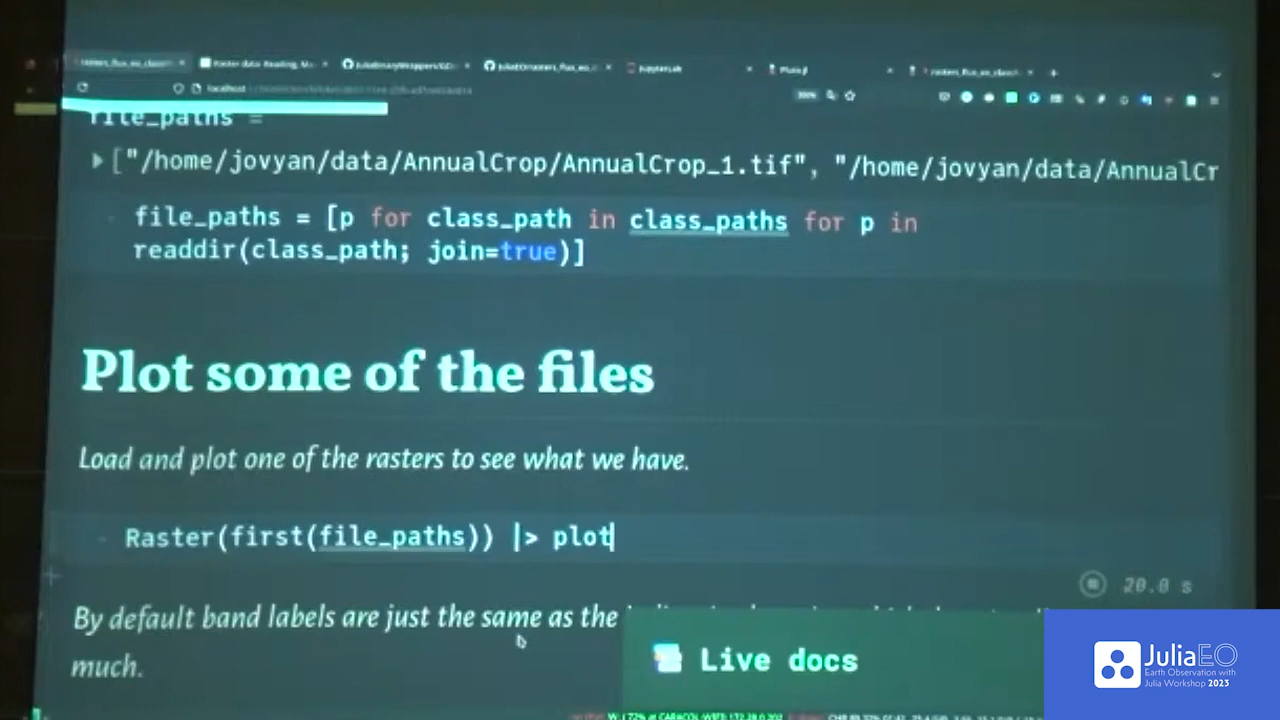 localhost
file_paths =
["/home/jovyan/data/AnnualCrop/AnnualCrop_1.tif", "/home/jovyan/data/AnnualCr
file_paths = [p for class_path in class_paths for p in
readdir(class_path; join=true)]
Plot some of the files
Load and plot one of the rasters to see what we have.
Raster(first(file_paths)) |> plot
20.0 s
By default band labels are just the same as the
much.
Live docs
JuliaEO
Earth Observation with
Julia Workshop 2023